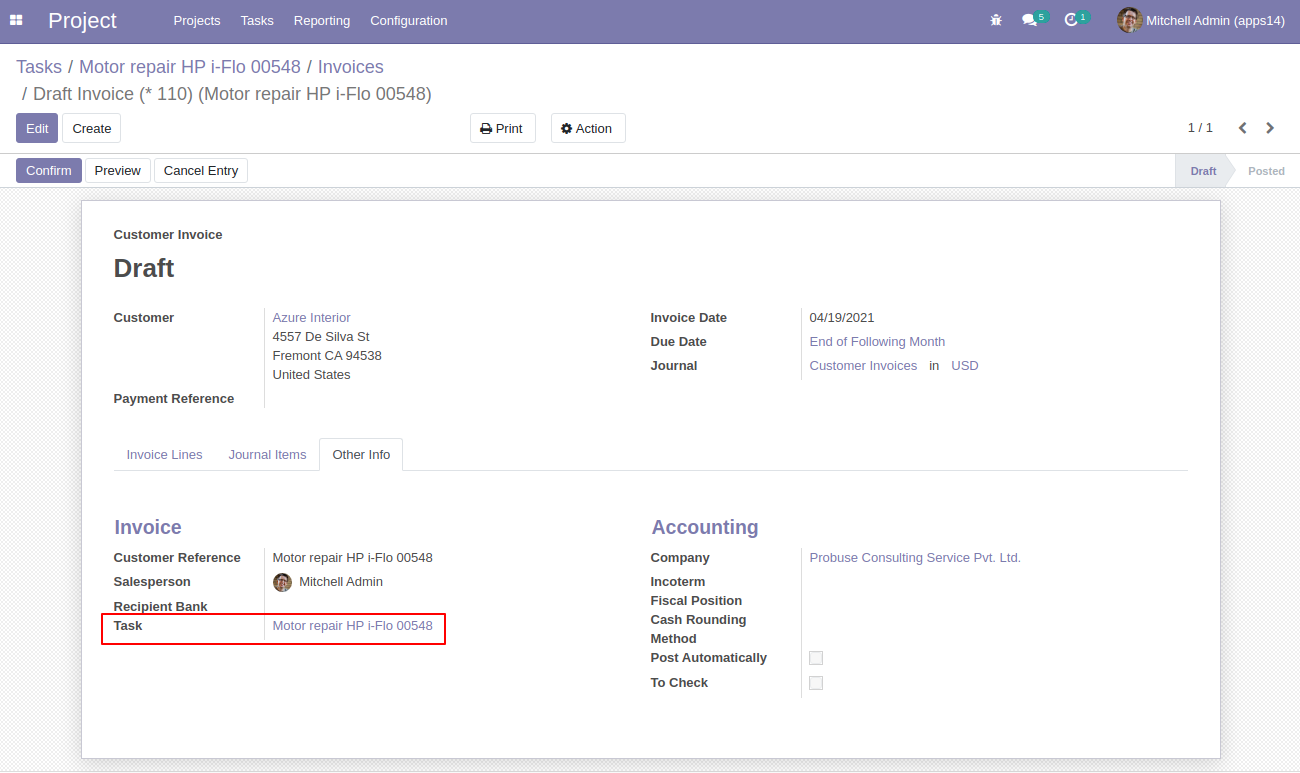 Project Projects Tasks Reporting Configuration 5 1 Mitchell Admin (apps14)
Tasks / Motor repair HP i-Flo 00548 / Invoices
/ Draft Invoice (* 110) (Motor repair HP i-Flo 00548)
Edit Create Print Action 1 / 1
Confirm Preview Cancel Entry Draft Posted
Customer Invoice
Draft
Customer Azure Interior Invoice Date 04/19/2021
4557 De Silva St
Due Date End of Following Month
Fremont CA 94538
Journal Customer Invoices in USD
United States
Payment Reference
Invoice Lines Journal Items Other Info
Invoice Accounting
Customer Reference Motor repair HP i-Flo 00548 Company Probuse Consulting Service Pvt. Ltd.
Salesperson Mitchell Admin Incoterm
Recipient Bank Fiscal Position
Task Motor repair HP i-Flo 00548 Cash Rounding
Method
Post Automatically
To Check